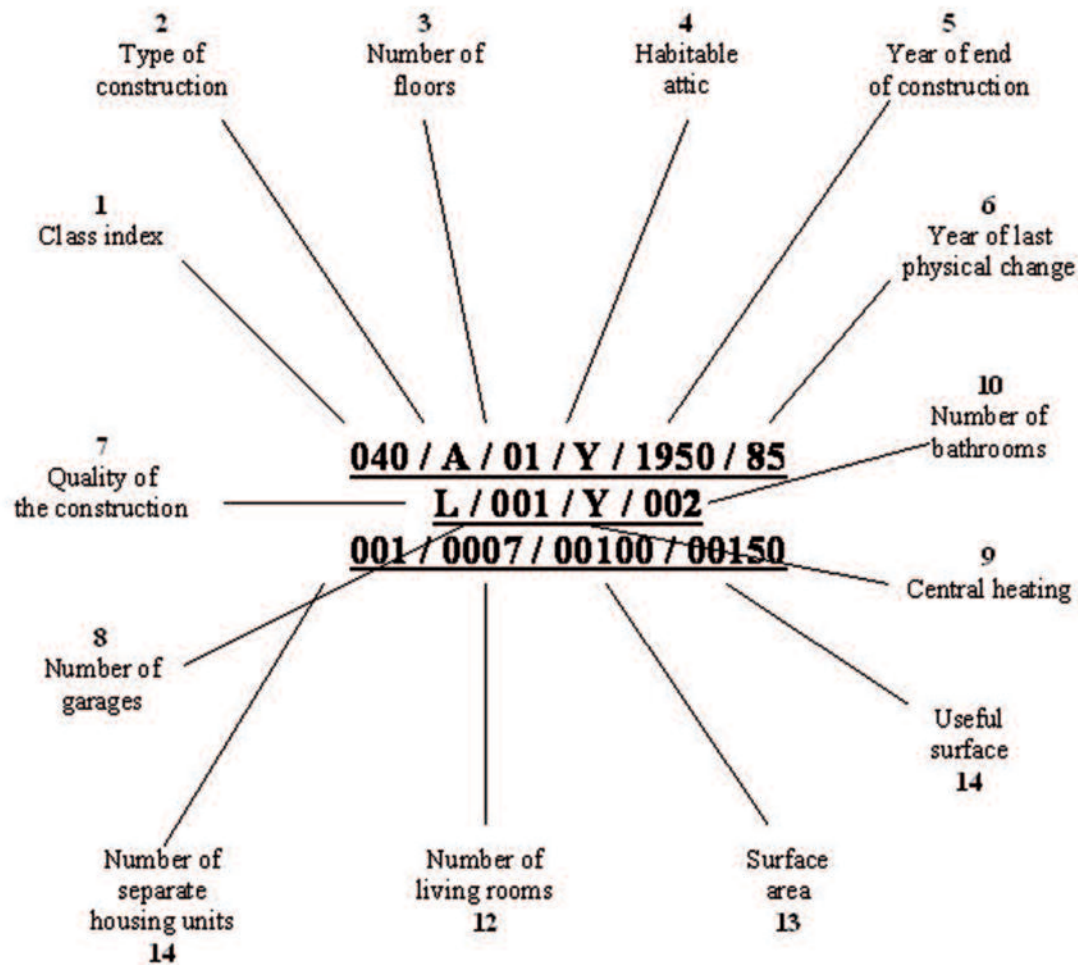 2
Type of
construction
3
Number of
floors
4
Habitable
attic
5
Year of end
of construction
1
Class index
6
Year of last
physical change
7
Quality of
the construction
040 / A / 01 / Y / 1950 / 85
L / 001 / Y / 002
001 / 0007 / 00100 / 00150
10
Number of
bathrooms
9
Central heating
8
Number of
garages
Useful
surface
14
Number of
separate
housing units
14
Number of
living rooms
12
Surface
area
13